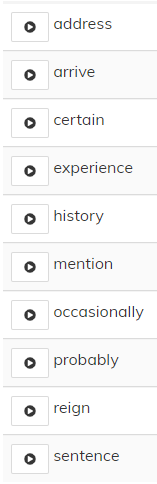 address
arrive
certain
experience
history
mention
occasionally
probably
reign
sentence